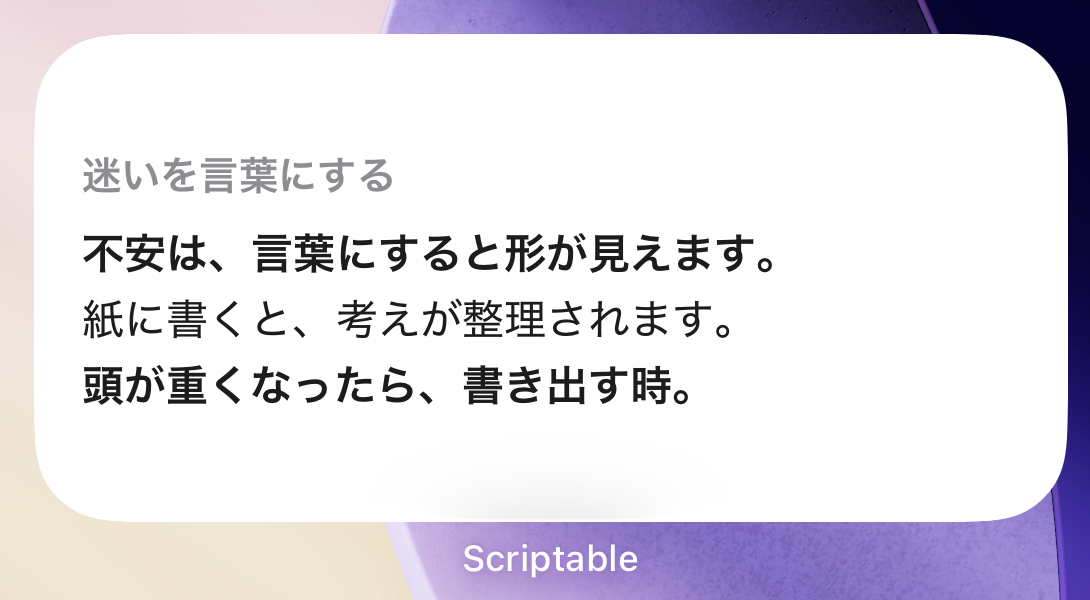 迷いを言葉にする
不安は、言葉にすると形が見えます。
紙に書くと、考えが整理されます。
頭が重くなったら、書き出す時。
Scriptable